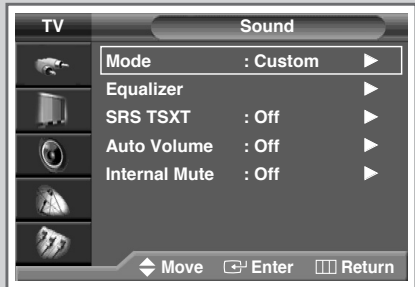 TV Sound
Mode : Custom
Equalizer
SRS TSXT : Off
Auto Volume : Off
Internal Mute : Off
Move Enter Return